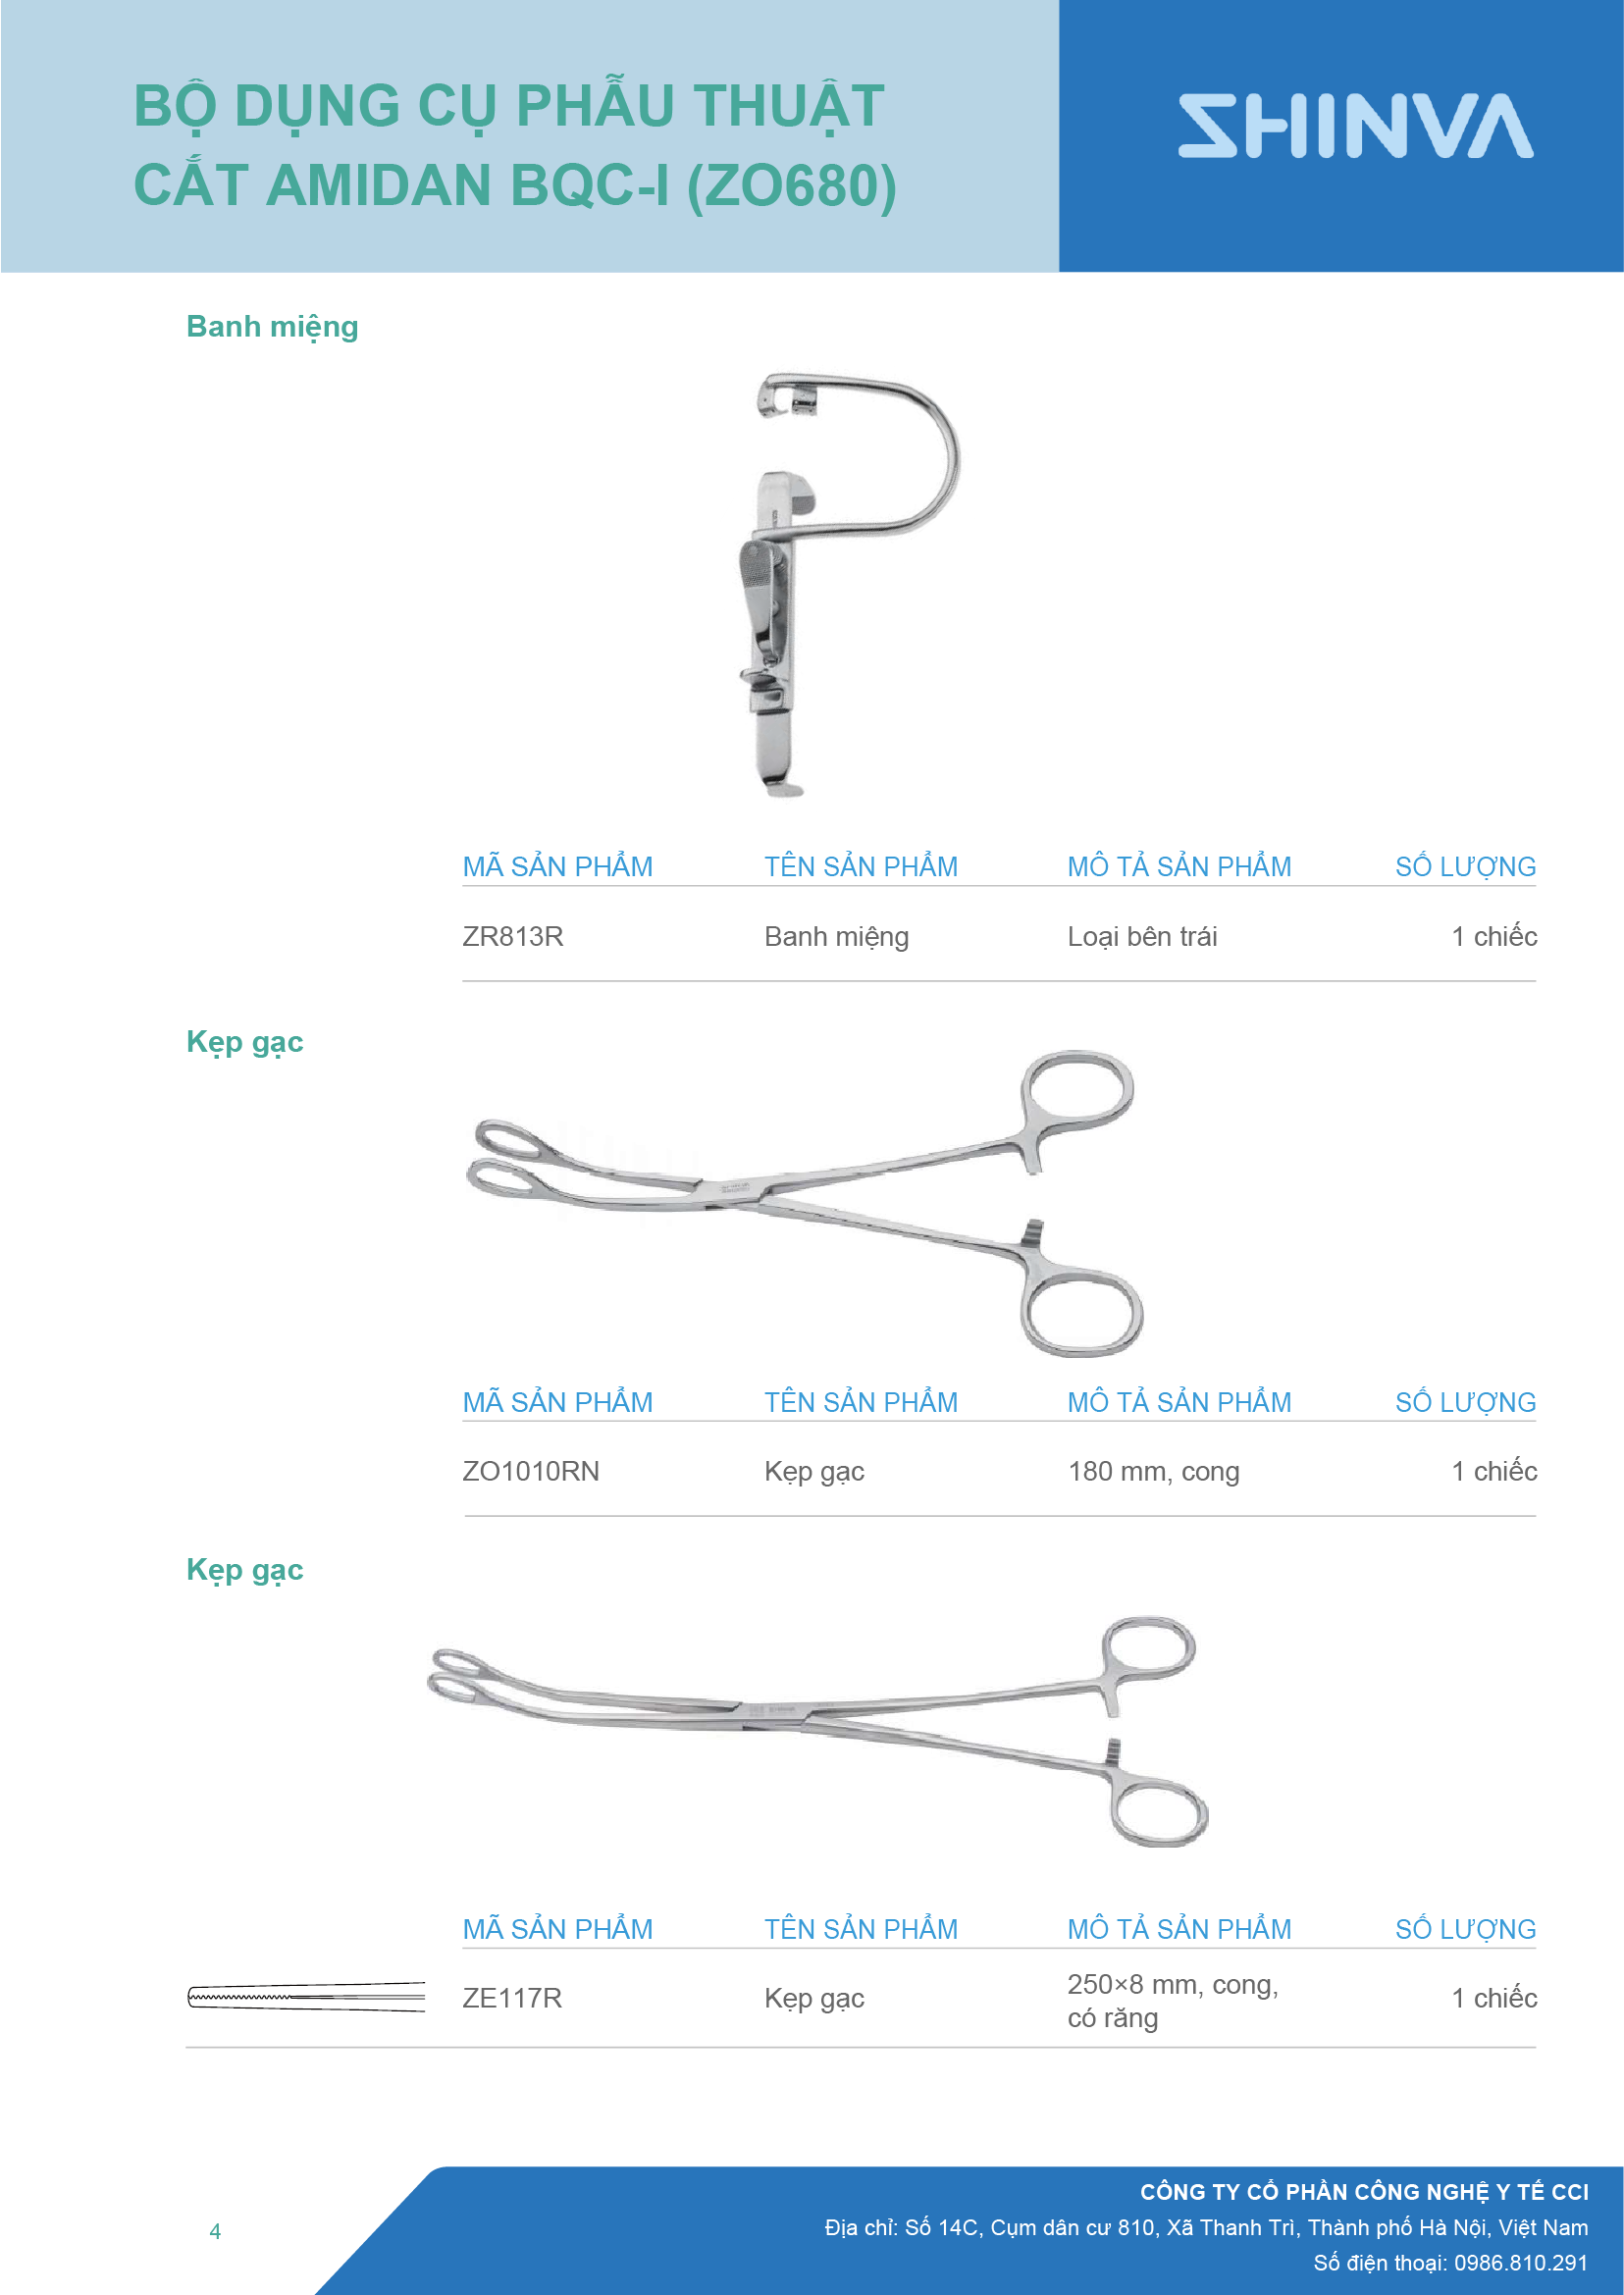 BỘ DỤNG CỤ PHẪU THUẬT
CẮT AMIDAN BQC-I (ZO680)
SHINVA
Banh miệng
MÃ SẢN PHẨM TÊN SẢN PHẨM MÔ TẢ SẢN PHẨM SỐ LƯỢNG
ZR813R Banh miệng Loại bên trái 1 chiếc
Kẹp gạc
MÃ SẢN PHẨM TÊN SẢN PHẨM MÔ TẢ SẢN PHẨM SỐ LƯỢNG
ZO1010RN Kẹp gạc 180 mm, cong 1 chiếc
Kẹp gạc
MÃ SẢN PHẨM TÊN SẢN PHẨM MÔ TẢ SẢN PHẨM SỐ LƯỢNG
ZE117R Kẹp gạc 250×8 mm, cong, 1 chiếc
có răng
CÔNG TY CỔ PHẦN CÔNG NGHỆ Y TẾ CCI
4 Địa chỉ: Số 14C, Cụm dân cư 810, Xã Thanh Trì, Thành phố Hà Nội, Việt Nam
Số điện thoại: 0986.810.291